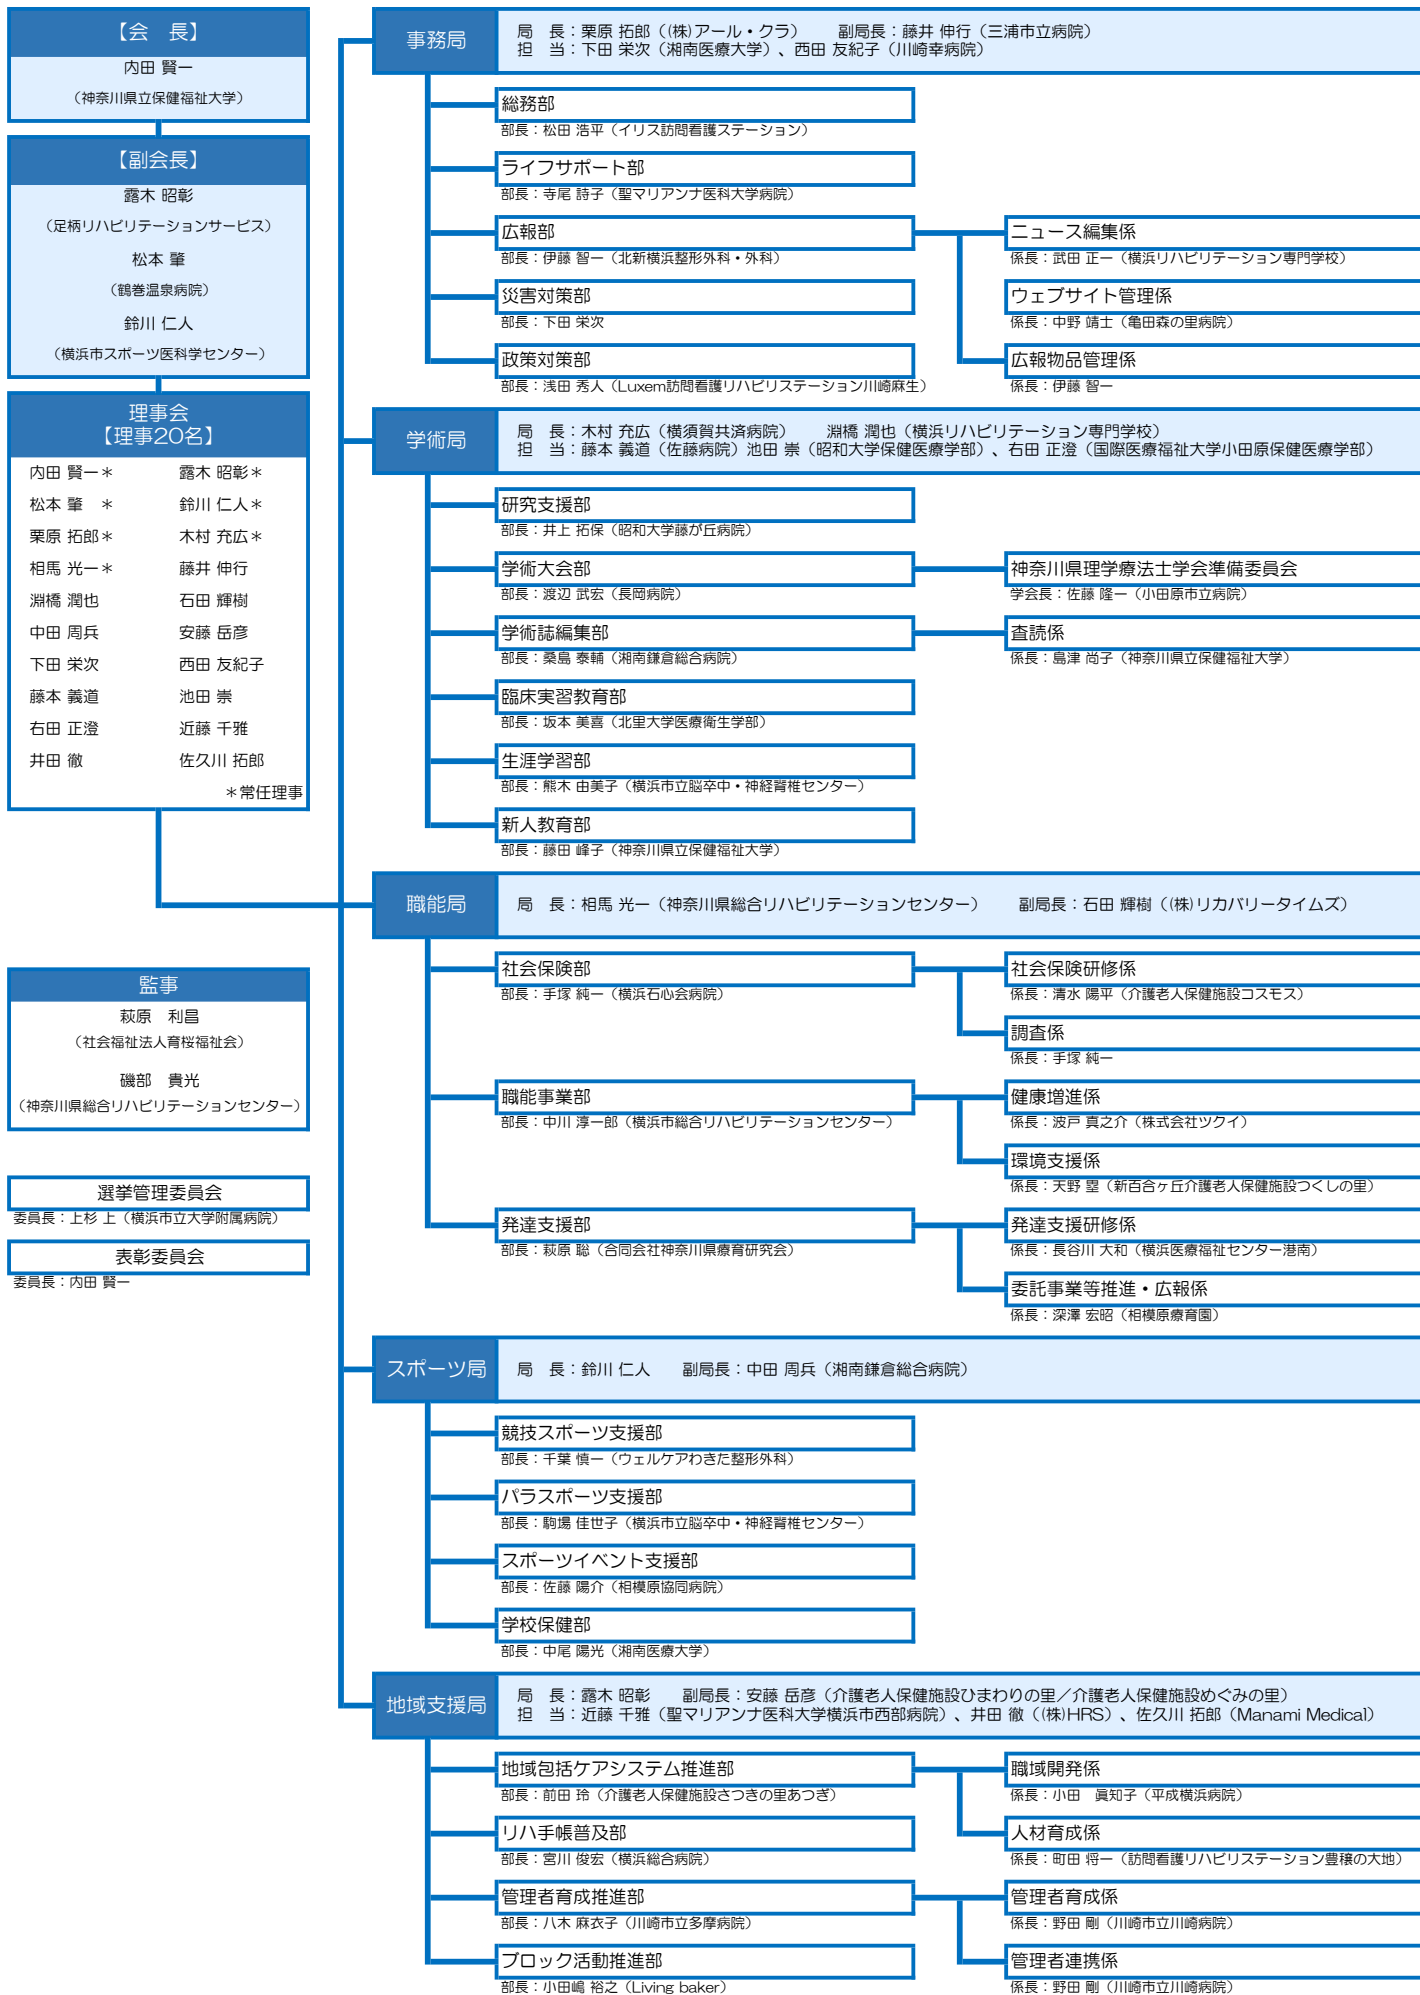 【会　長】
内田 賢一
（神奈川県立保健福祉大学）
【副会長】
露木 昭彰
（足柄リハビリテーションサービス）
松本 肇
（鶴巻温泉病院）
鈴川 仁人
（横浜市スポーツ医科学センター）
理事会
【理事20名】
内田 賢一＊　露木 昭彰＊
松本 肇　＊　鈴川 仁人＊
栗原 拓郎＊　木村 充広＊
相馬 光一＊　藤井 伸行
淵橋 潤也　石田 輝樹
中田 周兵　安藤 岳彦
下田 栄次　西田 友紀子
藤本 義道　池田 崇
右田 正澄　近藤 千雅
井田 徹　佐久川 拓郎
＊常任理事
監事
萩原　利昌
（社会福祉法人育桜福祉会）
磯部　貴光
（神奈川県総合リハビリテーションセンター）
選挙管理委員会
委員長：上杉 上（横浜市立大学附属病院）
表彰委員会
委員長：内田 賢一
事務局
局　長：栗原 拓郎（(株)アール・クラ）　副局長：藤井 伸行（三浦市立病院）
担　当：下田 栄次（湘南医療大学）、西田 友紀子（川崎幸病院）
総務部
部長：松田 浩平（イリス訪問看護ステーション）
ライフサポート部
部長：寺尾 詩子（聖マリアンナ医科大学病院）
広報部
部長：伊藤 智一（北新横浜整形外科・外科）
ニュース編集係
係長：武田 正一（横浜リハビリテーション専門学校）
災害対策部
部長：下田 栄次
ウェブサイト管理係
係長：中野 靖士（亀田森の里病院）
政策対策部
部長：浅田 秀人（Luxem訪問看護リハビリステーション川崎麻生）
広報物品管理係
係長：伊藤 智一
学術局
局　長：木村 充広（横須賀共済病院）　淵橋 潤也（横浜リハビリテーション専門学校）
担　当：藤本 義道（佐藤病院）池田 崇（昭和大学保健医療学部）、右田 正澄（国際医療福祉大学小田原保健医療学部）
研究支援部
部長：井上 拓保（昭和大学藤が丘病院）
学術大会部
部長：渡辺 武宏（長岡病院）
神奈川県理学療法士学会準備委員会
学会長：佐藤 隆一（小田原市立病院）
学術誌編集部
部長：桑島 泰輔（湘南鎌倉総合病院）
査読係
係長：島津 尚子（神奈川県立保健福祉大学）
臨床実習教育部
部長：坂本 美喜（北里大学医療衛生学部）
生涯学習部
部長：熊木 由美子（横浜市立脳卒中・神経脊椎センター）
新人教育部
部長：藤田 峰子（神奈川県立保健福祉大学）
職能局
局　長：相馬 光一（神奈川県総合リハビリテーションセンター）　副局長：石田 輝樹（(株)リカバリータイムズ）
社会保険部
部長：手塚 純一（横浜石心会病院）
社会保険研修係
係長：清水 陽平（介護老人保健施設コスモス）
調査係
係長：手塚 純一
職能事業部
部長：中川 淳一郎（横浜市総合リハビリテーションセンター）
健康増進係
係長：波戸 真之介（株式会社ツクイ）
環境支援係
係長：天野 塁（新百合ヶ丘介護老人保健施設つくしの里）
発達支援部
部長：萩原 聡（合同会社神奈川県療育研究会）
発達支援研修係
係長：長谷川 大和（横浜医療福祉センター港南）
委託事業等推進・広報係
係長：深澤 宏昭（相模原療育園）
スポーツ局
局　長：鈴川 仁人　副局長：中田 周兵（湘南鎌倉総合病院）
競技スポーツ支援部
部長：千葉 慎一（ウェルケアわきた整形外科）
パラスポーツ支援部
部長：駒場 佳世子（横浜市立脳卒中・神経脊椎センター）
スポーツイベント支援部
部長：佐藤 陽介（相模原協同病院）
学校保健部
部長：中尾 陽光（湘南医療大学）
地域支援局
局　長：露木 昭彰　副局長：安藤 岳彦（介護老人保健施設ひまわりの里／介護老人保健施設めぐみの里）
担　当：近藤 千雅（聖マリアンナ医科大学横浜市西部病院）、井田 徹（(株)HRS）、佐久川 拓郎（Manami Medical）
地域包括ケアシステム推進部
部長：前田 玲（介護老人保健施設さつきの里あつぎ）
職域開発係
係長：小田　眞知子（平成横浜病院）
リハ手帳普及部
部長：宮川 俊宏（横浜総合病院）
人材育成係
係長：町田 将一（訪問看護リハビリステーション豊穣の大地）
管理者育成推進部
部長：八木 麻衣子（川崎市立多摩病院）
管理者育成係
係長：野田 剛（川崎市立川崎病院）
ブロック活動推進部
部長：小田嶋 裕之（Living baker）
管理者連携係
係長：野田 剛（川崎市立川崎病院）